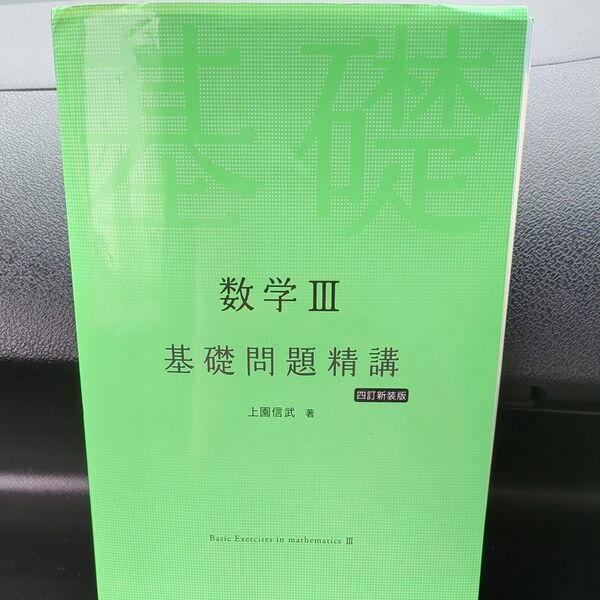 基礎
数学Ⅲ
基礎問題精講
四訂新装版
上園信武 著
Basic Exercises in mathematics Ⅲ